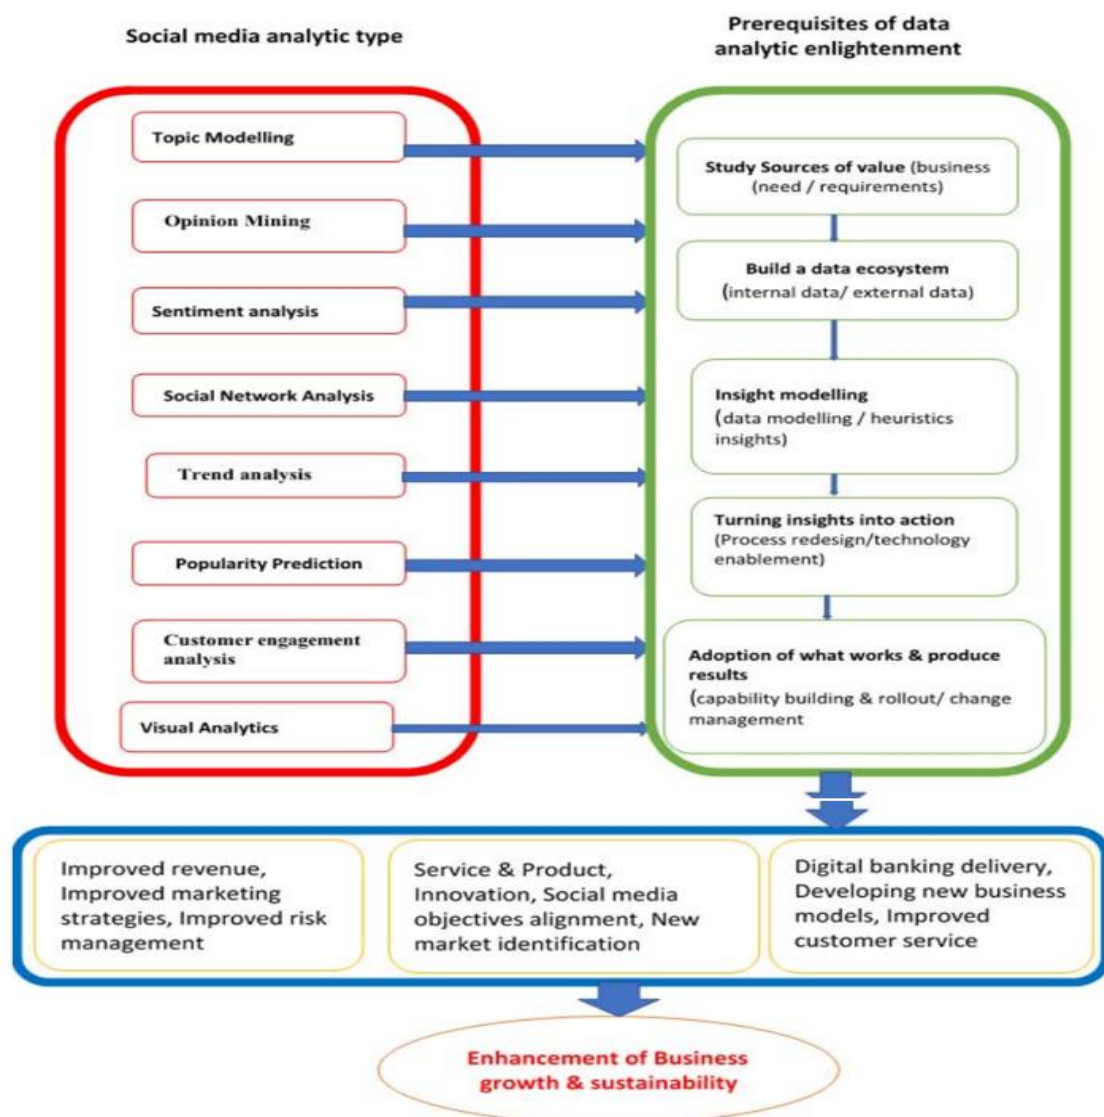 Social media analytic type
Prerequisites of data
analytic enlightenment
Topic Modelling
Opinion Mining
Sentiment analysis
Social Network Analysis
Trend analysis
Popularity Prediction
Customer engagement
analysis
Visual Analytics
Study Sources of value (business
(need / requirements)
Build a data ecosystem
(internal data/ external data)
Insight modelling
(data modelling / heuristics
insights)
Turning insights into action
(Process redesign/technology
enablement)
Adoption of what works & produce
results
(capability building & rollout/ change
management
Improved revenue,
Improved marketing
strategies, Improved risk
management
Service & Product,
Innovation, Social media
objectives alignment, New
market identification
Digital banking delivery,
Developing new business
models, Improved
customer service
Enhancement of Business
growth & sustainability